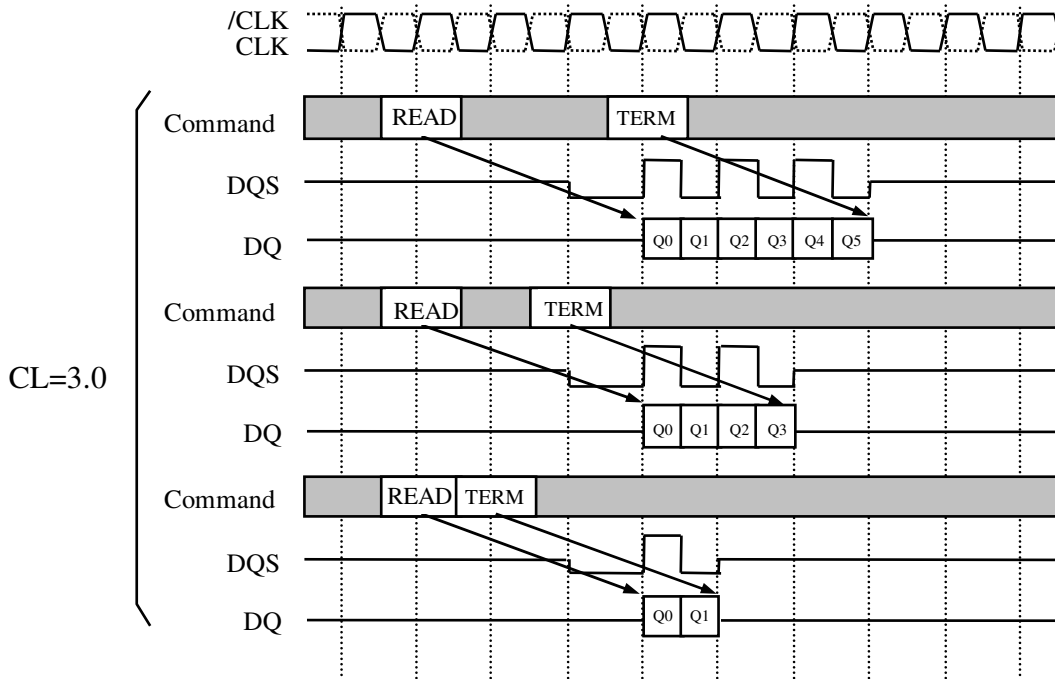 /CLK
CLK
Command READ TERM
DQS
DQ Q0 Q1 Q2 Q3 Q4 Q5
Command READ TERM
CL=3.0
DQS
DQ Q0 Q1 Q2 Q3
Command READ TERM
DQS
DQ Q0 Q1